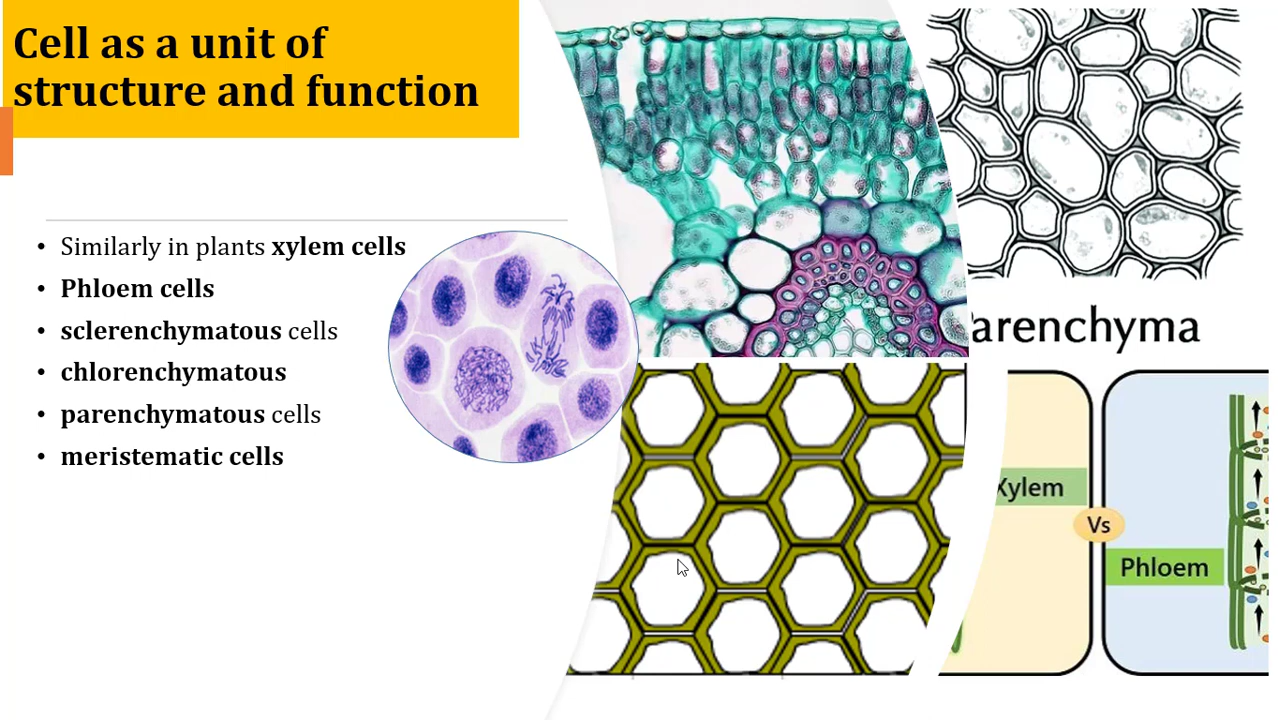 Cell as a unit of
structure and function
• Similarly in plants xylem cells
• Phloem cells
• sclerenchymatous cells
• chlorenchymatous
• parenchymatous cells
• meristematic cells
arenchyma
Xylem
Vs
Phloem